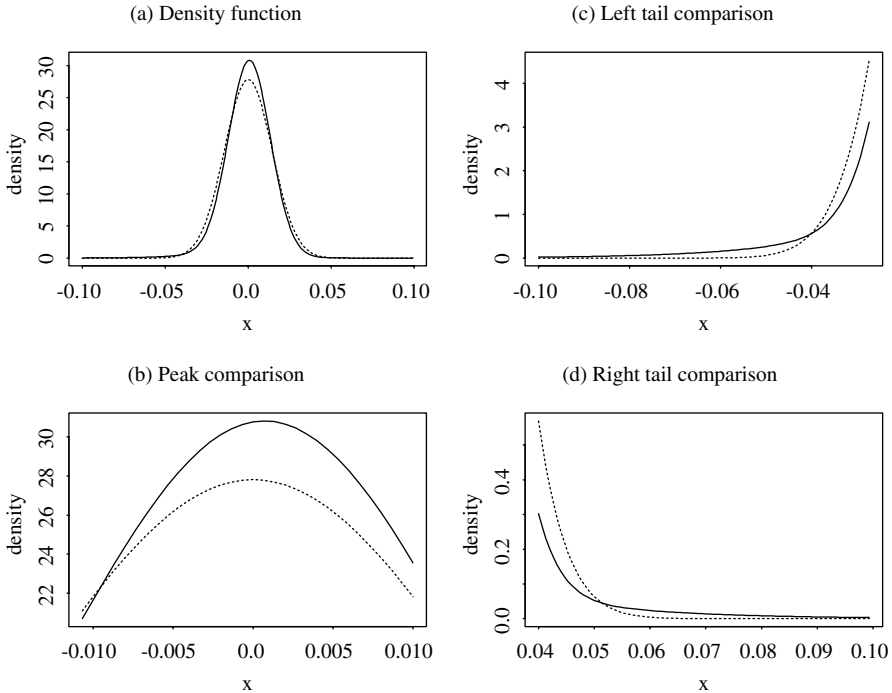 (a) Density function
density
0 5 10 15 20 25 30
-0.10 -0.05 0.0 0.05 0.10
x
(c) Left tail comparison
density
0 1 2 3 4
-0.10 -0.08 -0.06 -0.04
x
(b) Peak comparison
density
22 24 26 28 30
-0.010 -0.005 0.0 0.005 0.010
x
(d) Right tail comparison
density
0.0 0.2 0.4
0.04 0.05 0.06 0.07 0.08 0.09 0.10
x